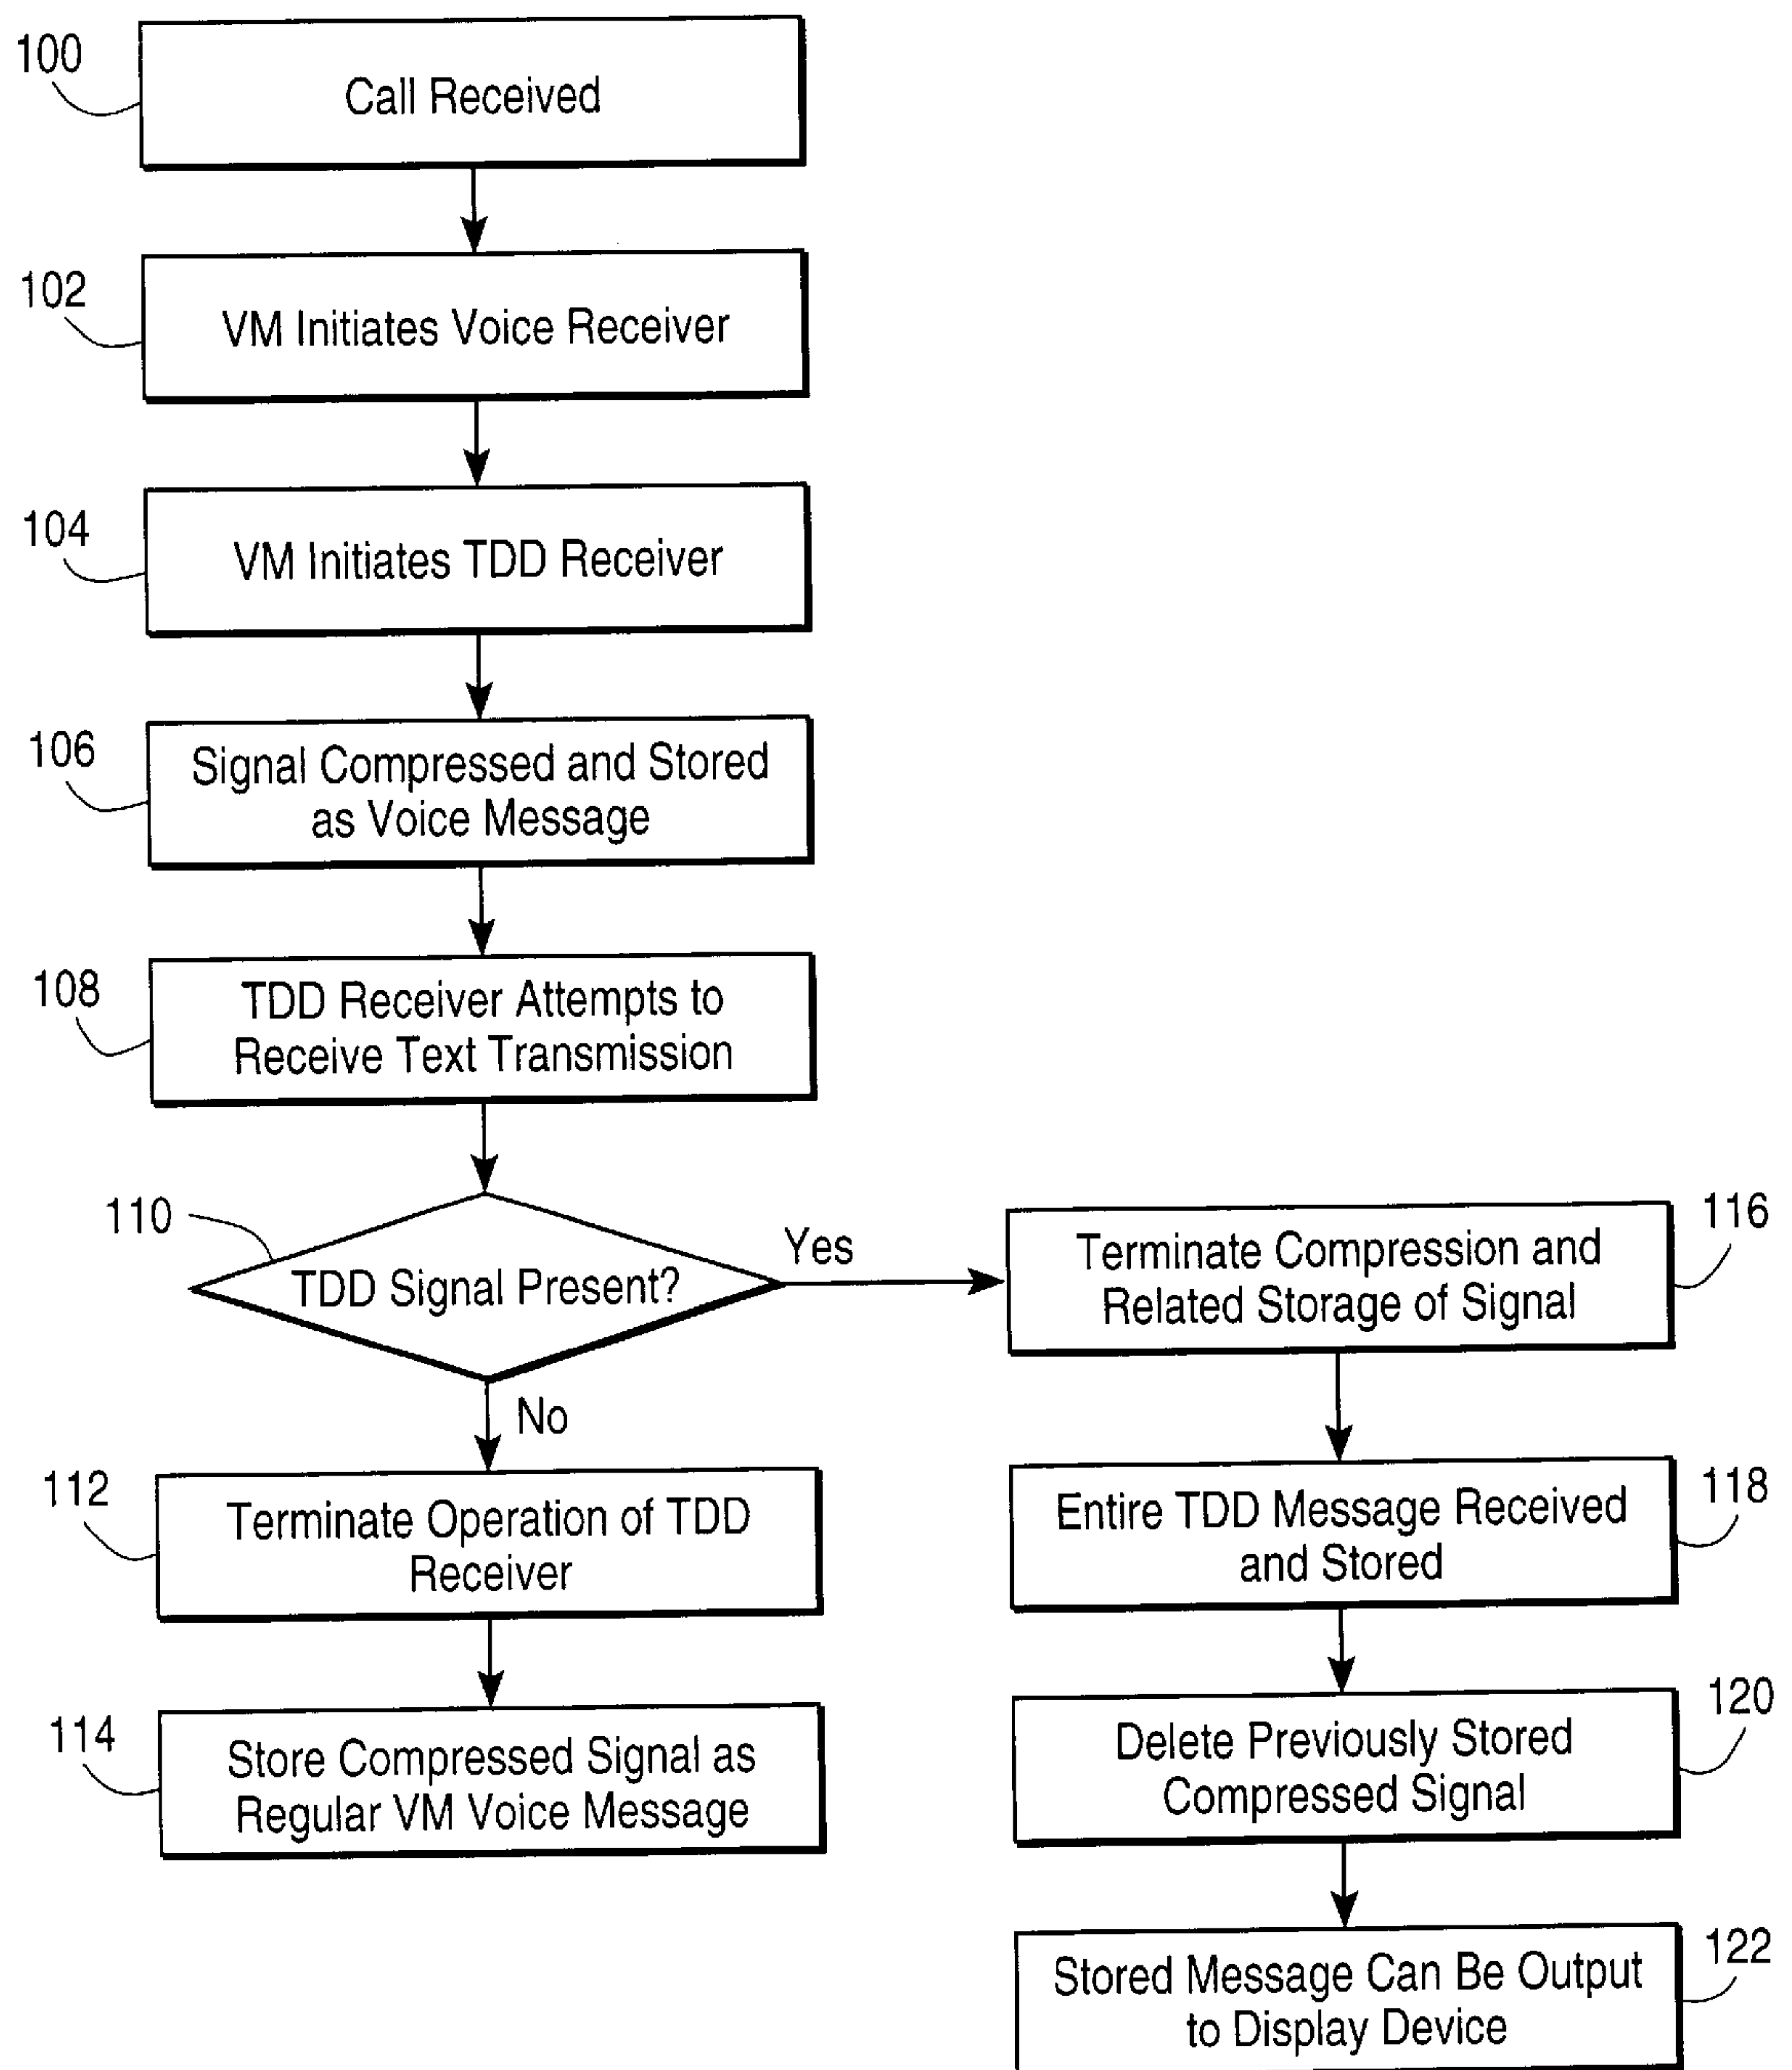 100
Call Received
102
VM Initiates Voice Receiver
104
VM Initiates TDD Receiver
106
Signal Compressed and Stored
as Voice Message
108
TDD Receiver Attempts to
Receive Text Transmission
110
TDD Signal Present?
Yes
No
112
Terminate Operation of TDD
Receiver
114
Store Compressed Signal as
Regular VM Voice Message
116
Terminate Compression and
Related Storage of Signal
118
Entire TDD Message Received
and Stored
120
Delete Previously Stored
Compressed Signal
122
Stored Message Can Be Output
to Display Device